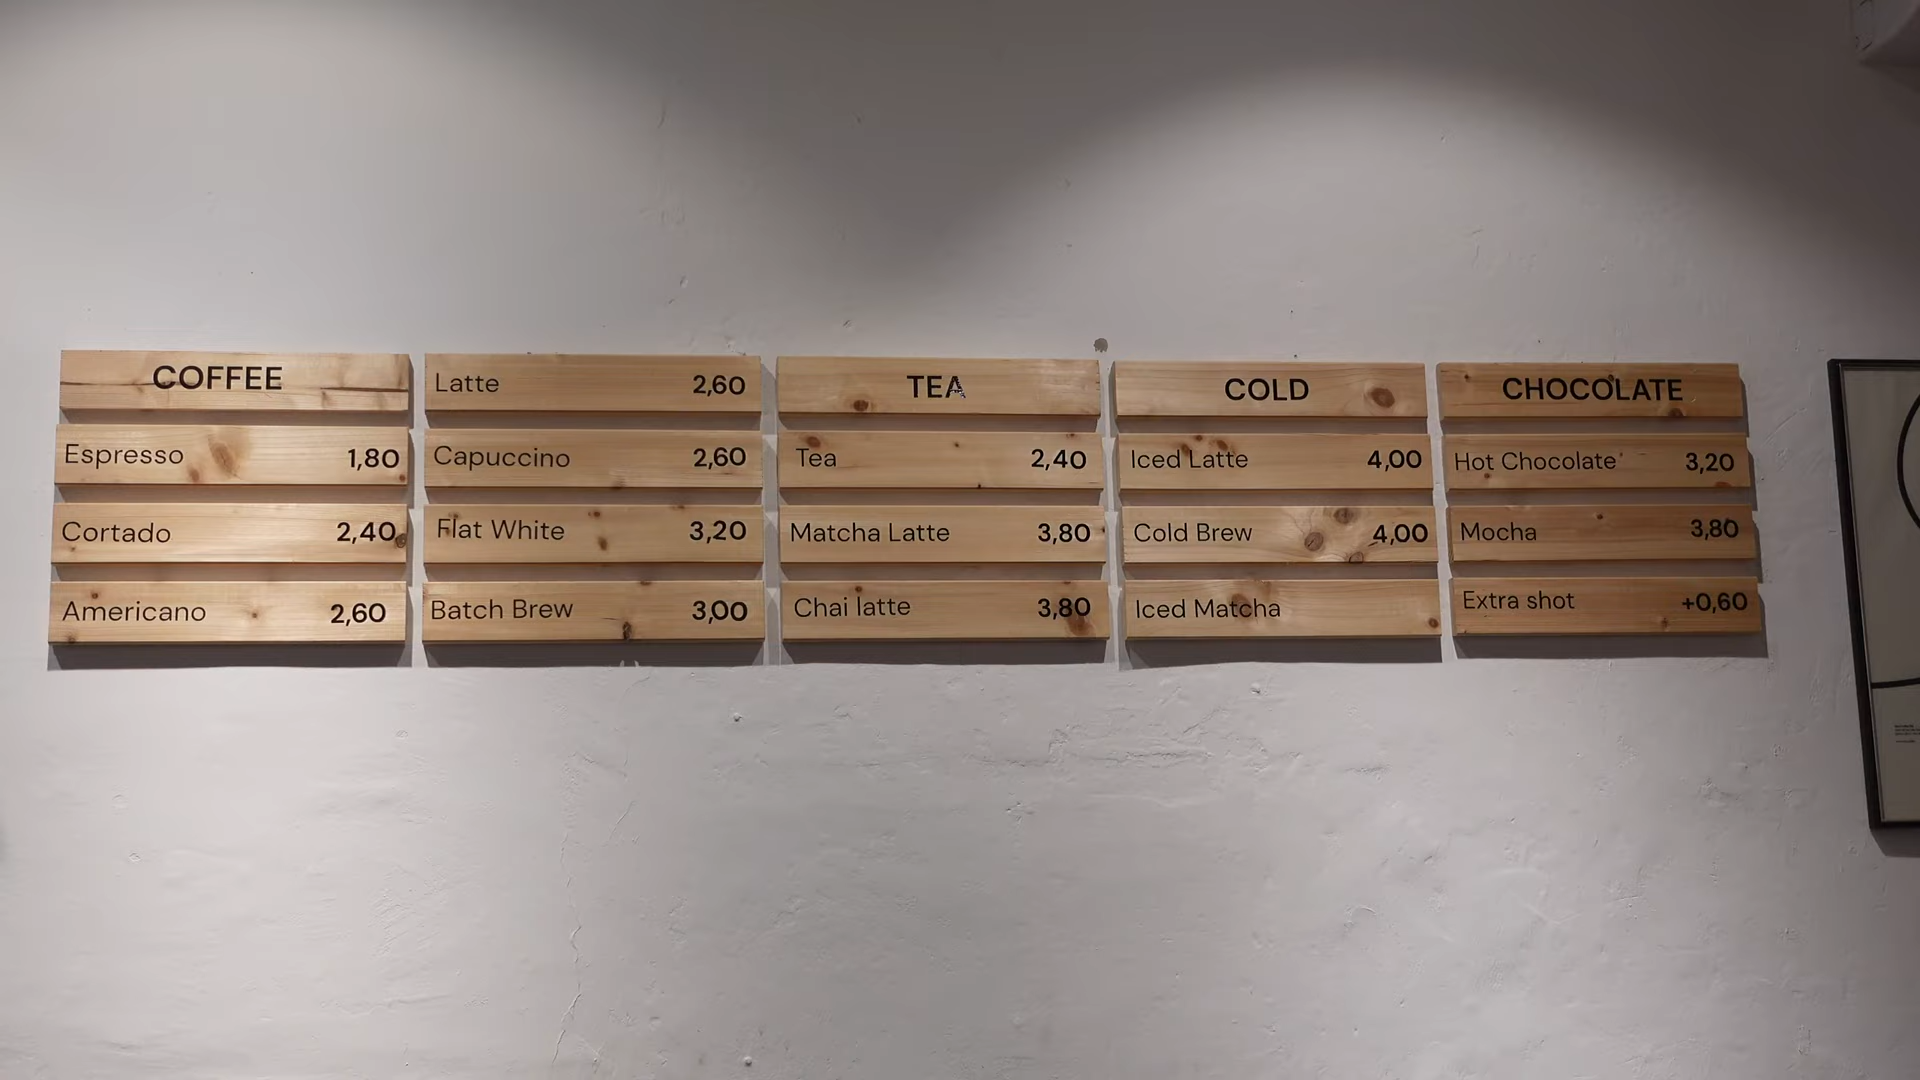 COFFEE
Espresso 1,80
Cortado 2,40
Americano 2,60
Latte 2,60
Capuccino 2,60
Flat White 3,20
Batch Brew 3,00
TEA
Tea 2,40
Matcha Latte 3,80
Chai latte 3,80
COLD
Iced Latte 4,00
Cold Brew 4,00
Iced Matcha
CHOCOLATE
Hot Chocolate 3,20
Mocha 3,80
Extra shot +0,60